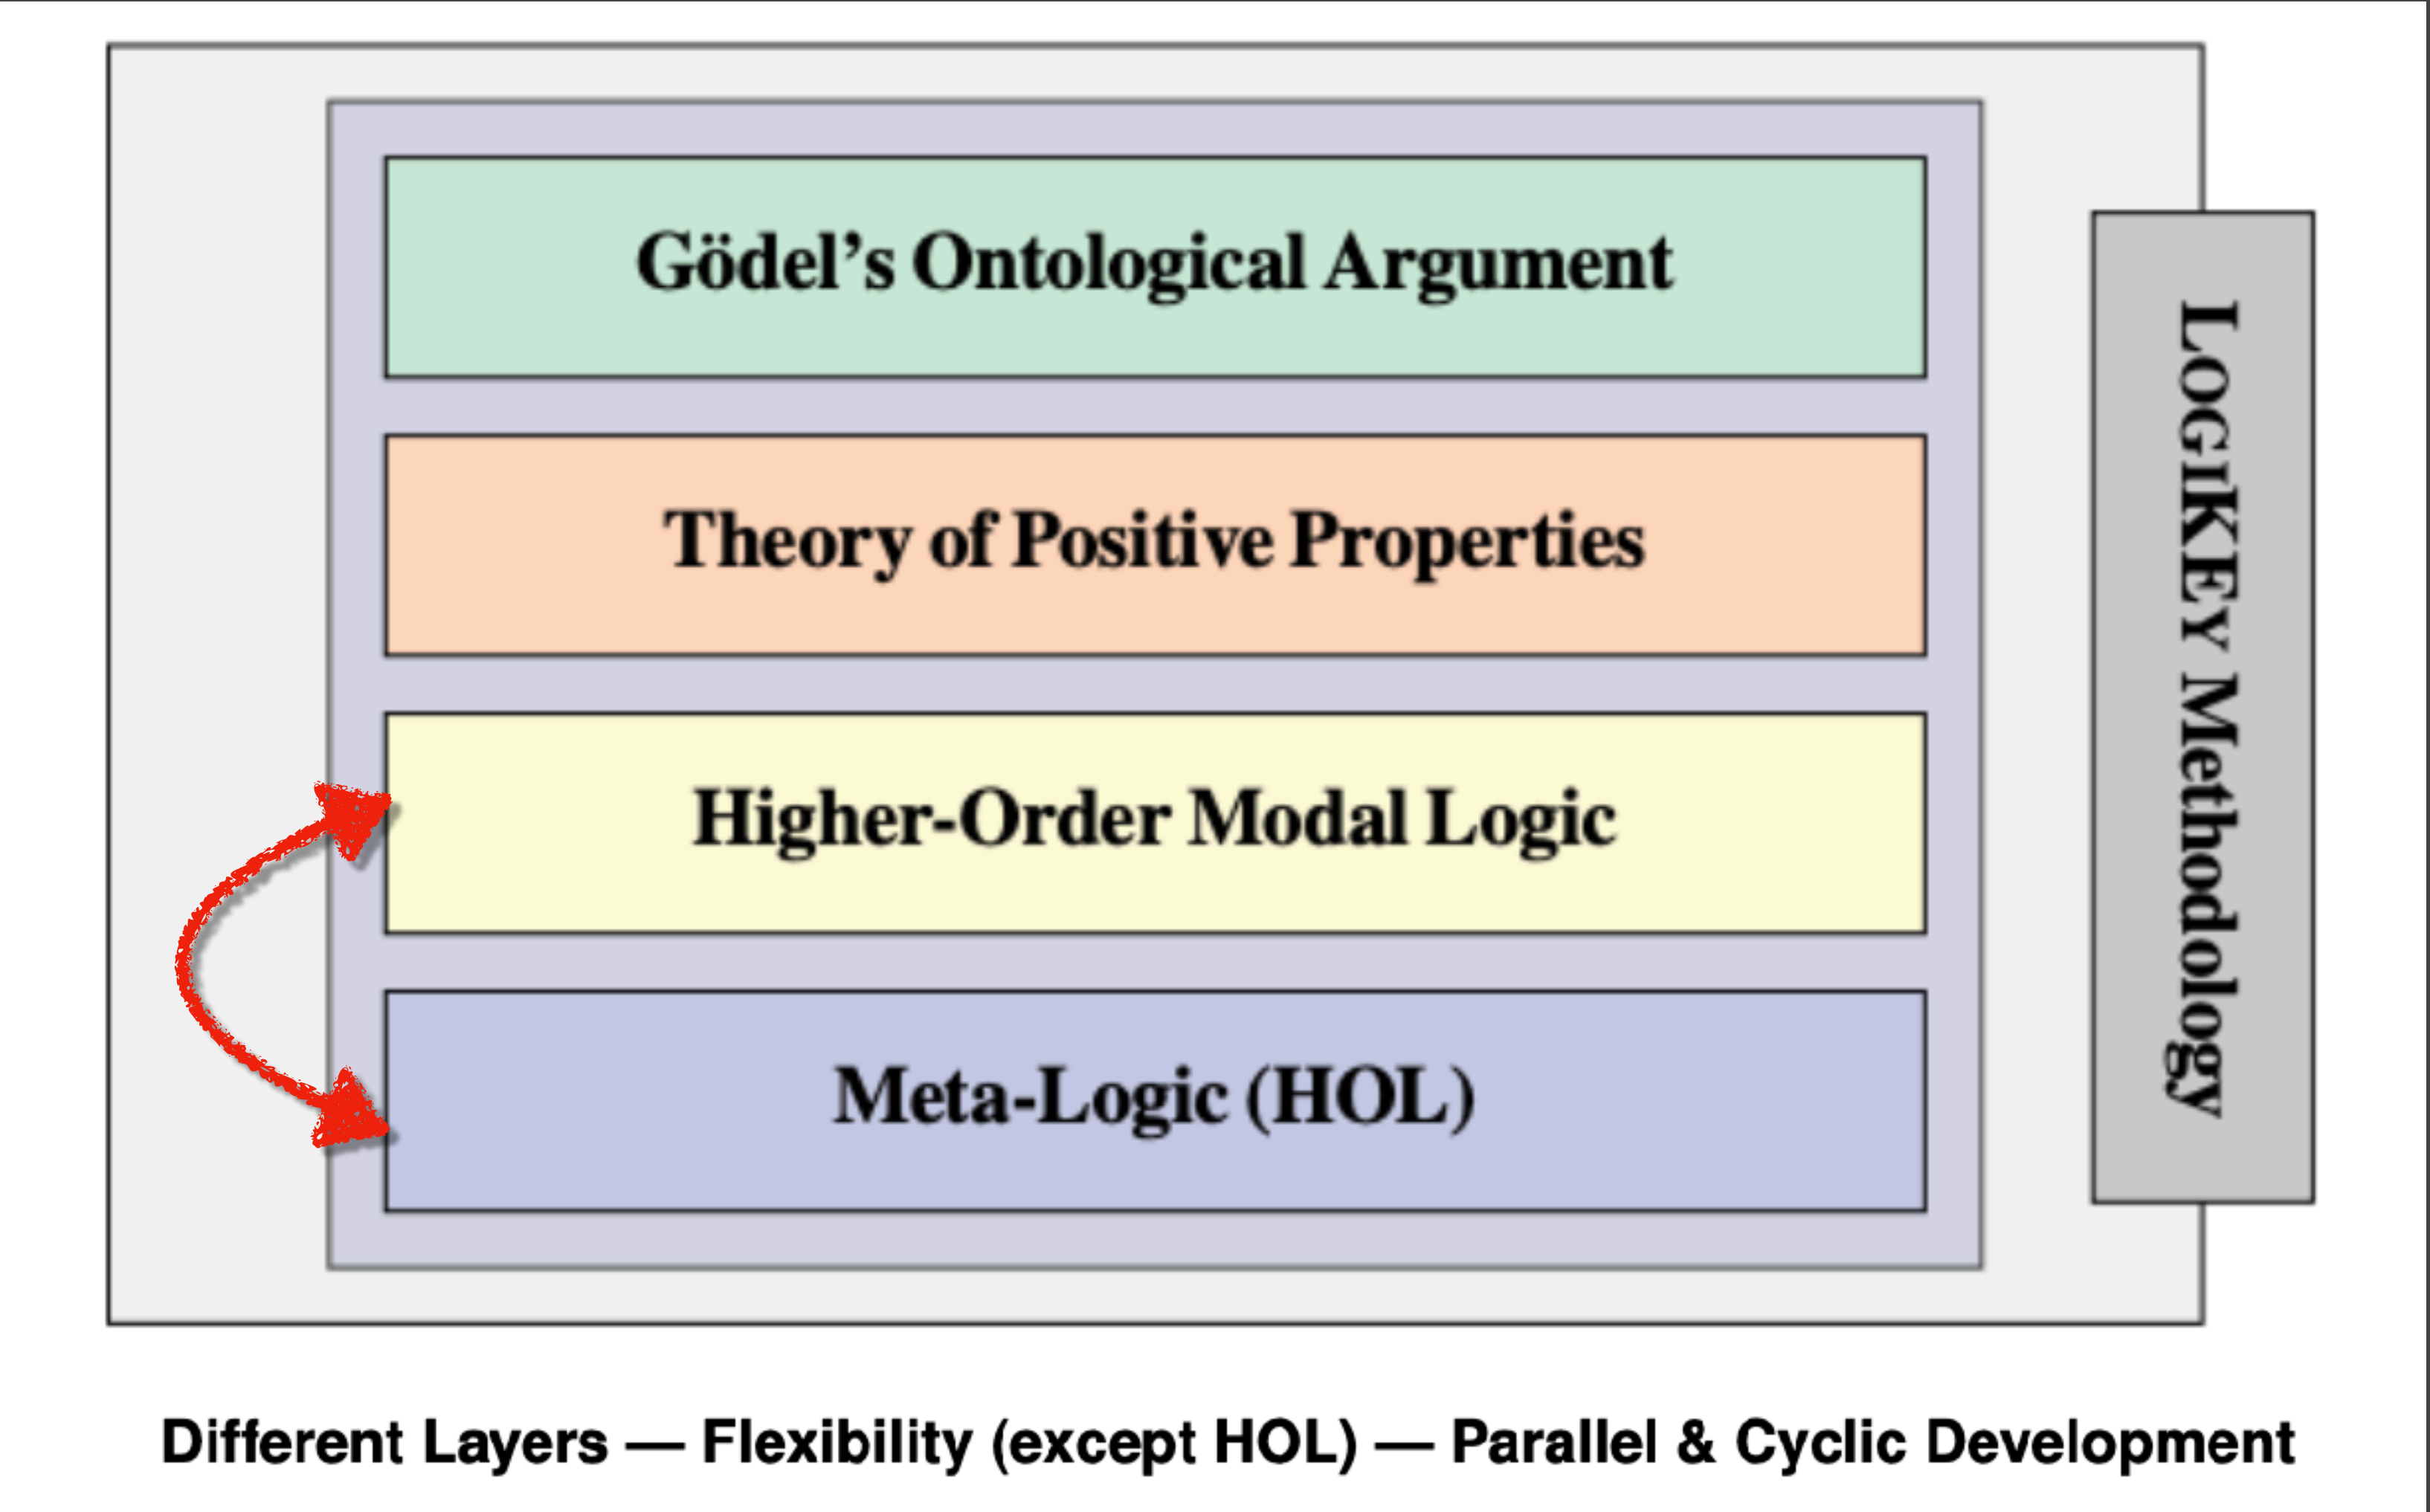 Gödel’s Ontological Argument
Theory of Positive Properties
Higher-Order Modal Logic
Meta-Logic (HOL)
LOGIKEY Methodology
Different Layers — Flexibility (except HOL) — Parallel & Cyclic Development